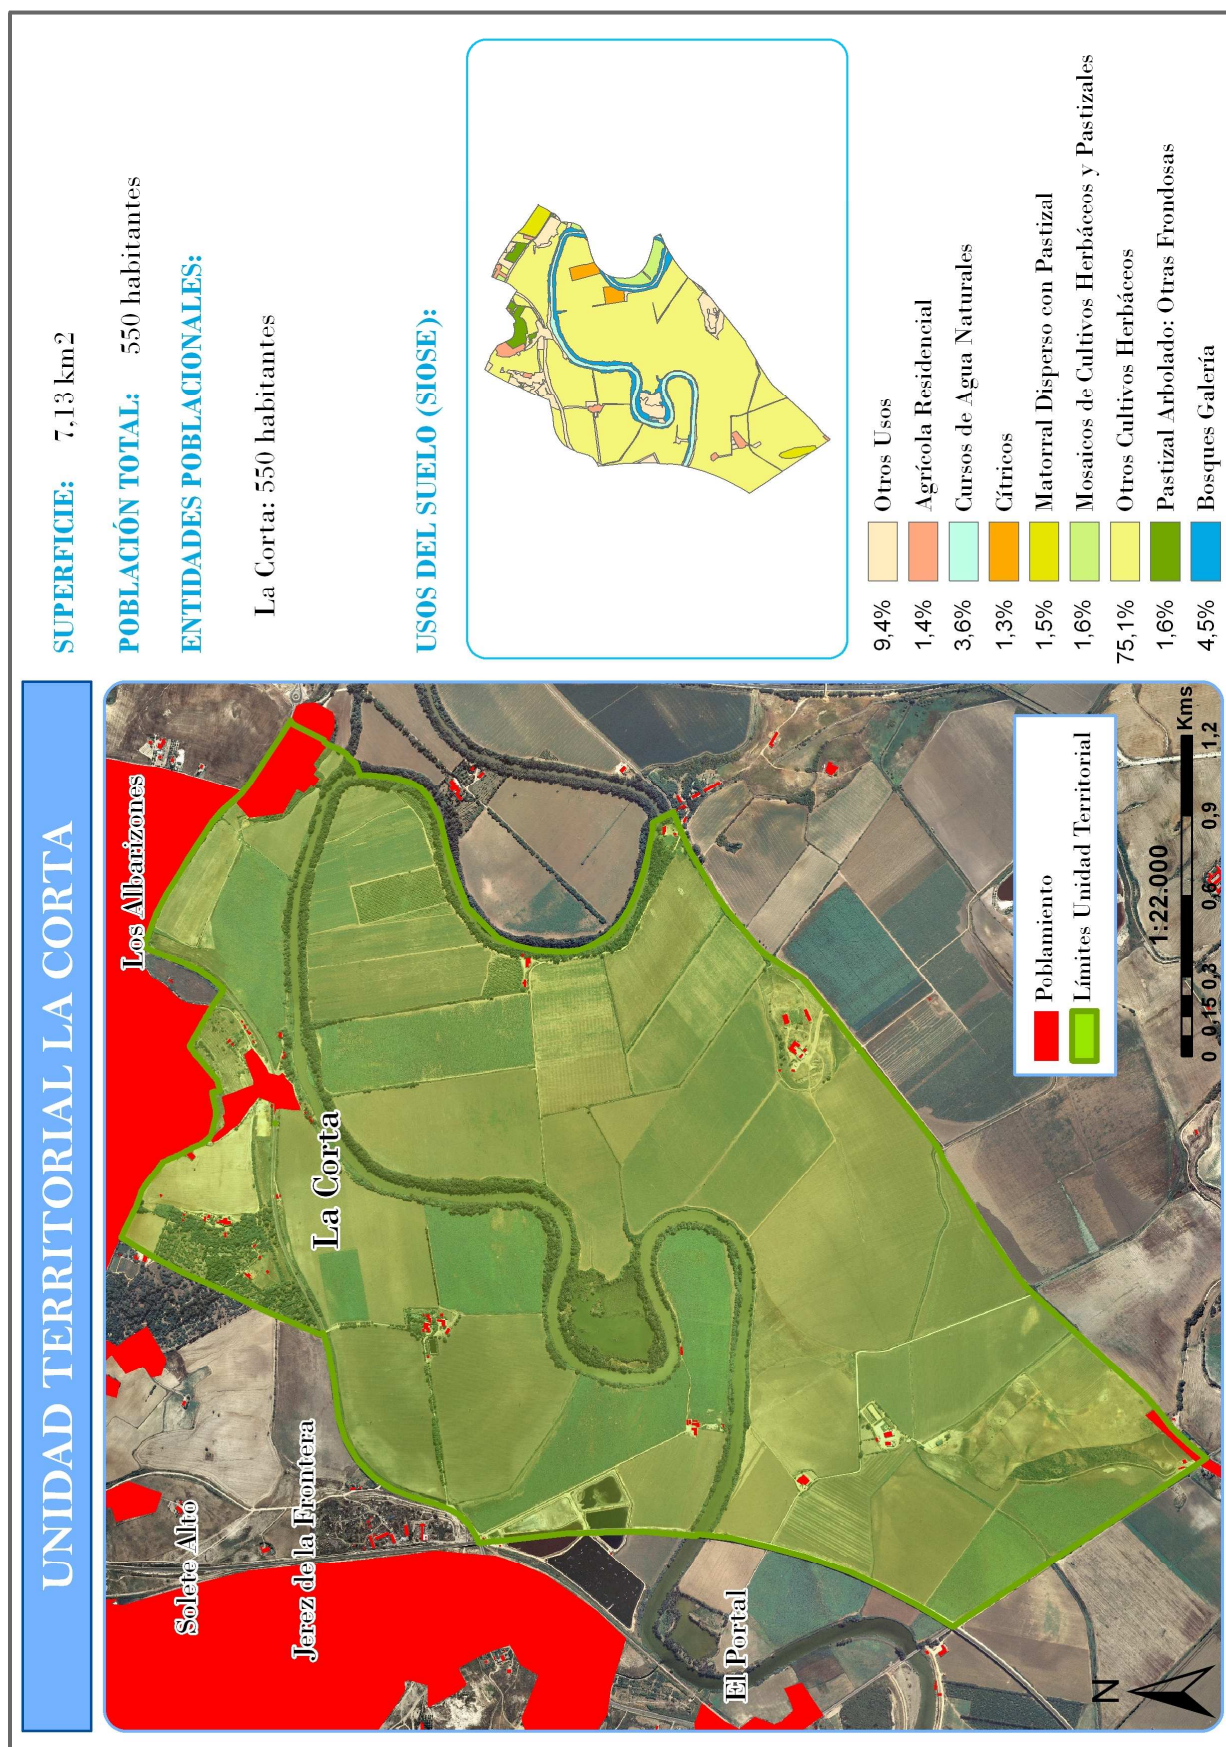 UNIDAD TERRITORIAL LA CORTA
Solete Alto
Los Albarizones
Jerez de la Frontera
La Corta
El Portal
N
Poblamiento
Límites Unidad Territorial
1:22.000
0 0,15 0,3 0,6 0,9 1,2
Kms
SUPERFICIE: 7,13 km2
POBLACIÓN TOTAL: 550 habitantes
ENTIDADES POBLACIONALES:
La Corta: 550 habitantes
USOS DEL SUELO (SIOSE):
9,4% Otros Usos
1,4% Agrícola Residencial
3,6% Cursos de Agua Naturales
1,3% Cítricos
1,5% Matorral Disperso con Pastizal
1,6% Mosaicos de Cultivos Herbáceos y Pastizales
75,1% Otros Cultivos Herbáceos
1,6% Pastizal Arbolado: Otras Frondosas
4,5% Bosques Galería